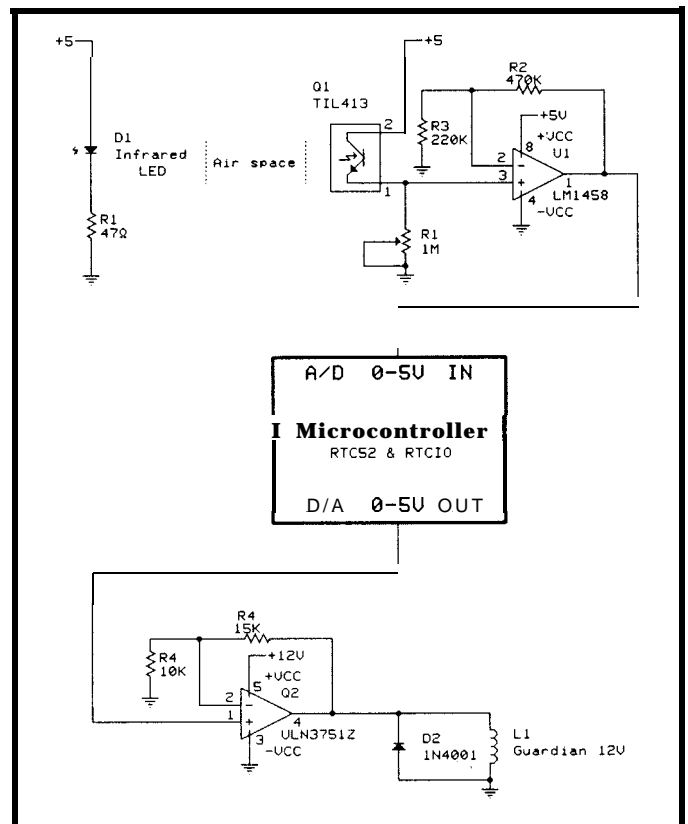 +5
D1
Infrared
LED
R1
47Ω
Air space
Q1
TIL413
2
1
+5
R1
1M
R2
470K
R3
220K
+5V
8
+VCC
U1
2
-
3
+
1
LM1458
4
-VCC
A/D 0-5V IN
I Microcontroller
RTC52 & RTCIO
D/A 0-5V OUT
R4
15K
R4
10K
+12V
+VCC
5
Q2
2
-
1
+
4
ULN3751Z
3
-VCC
D2
1N4001
L1
Guardian 12V